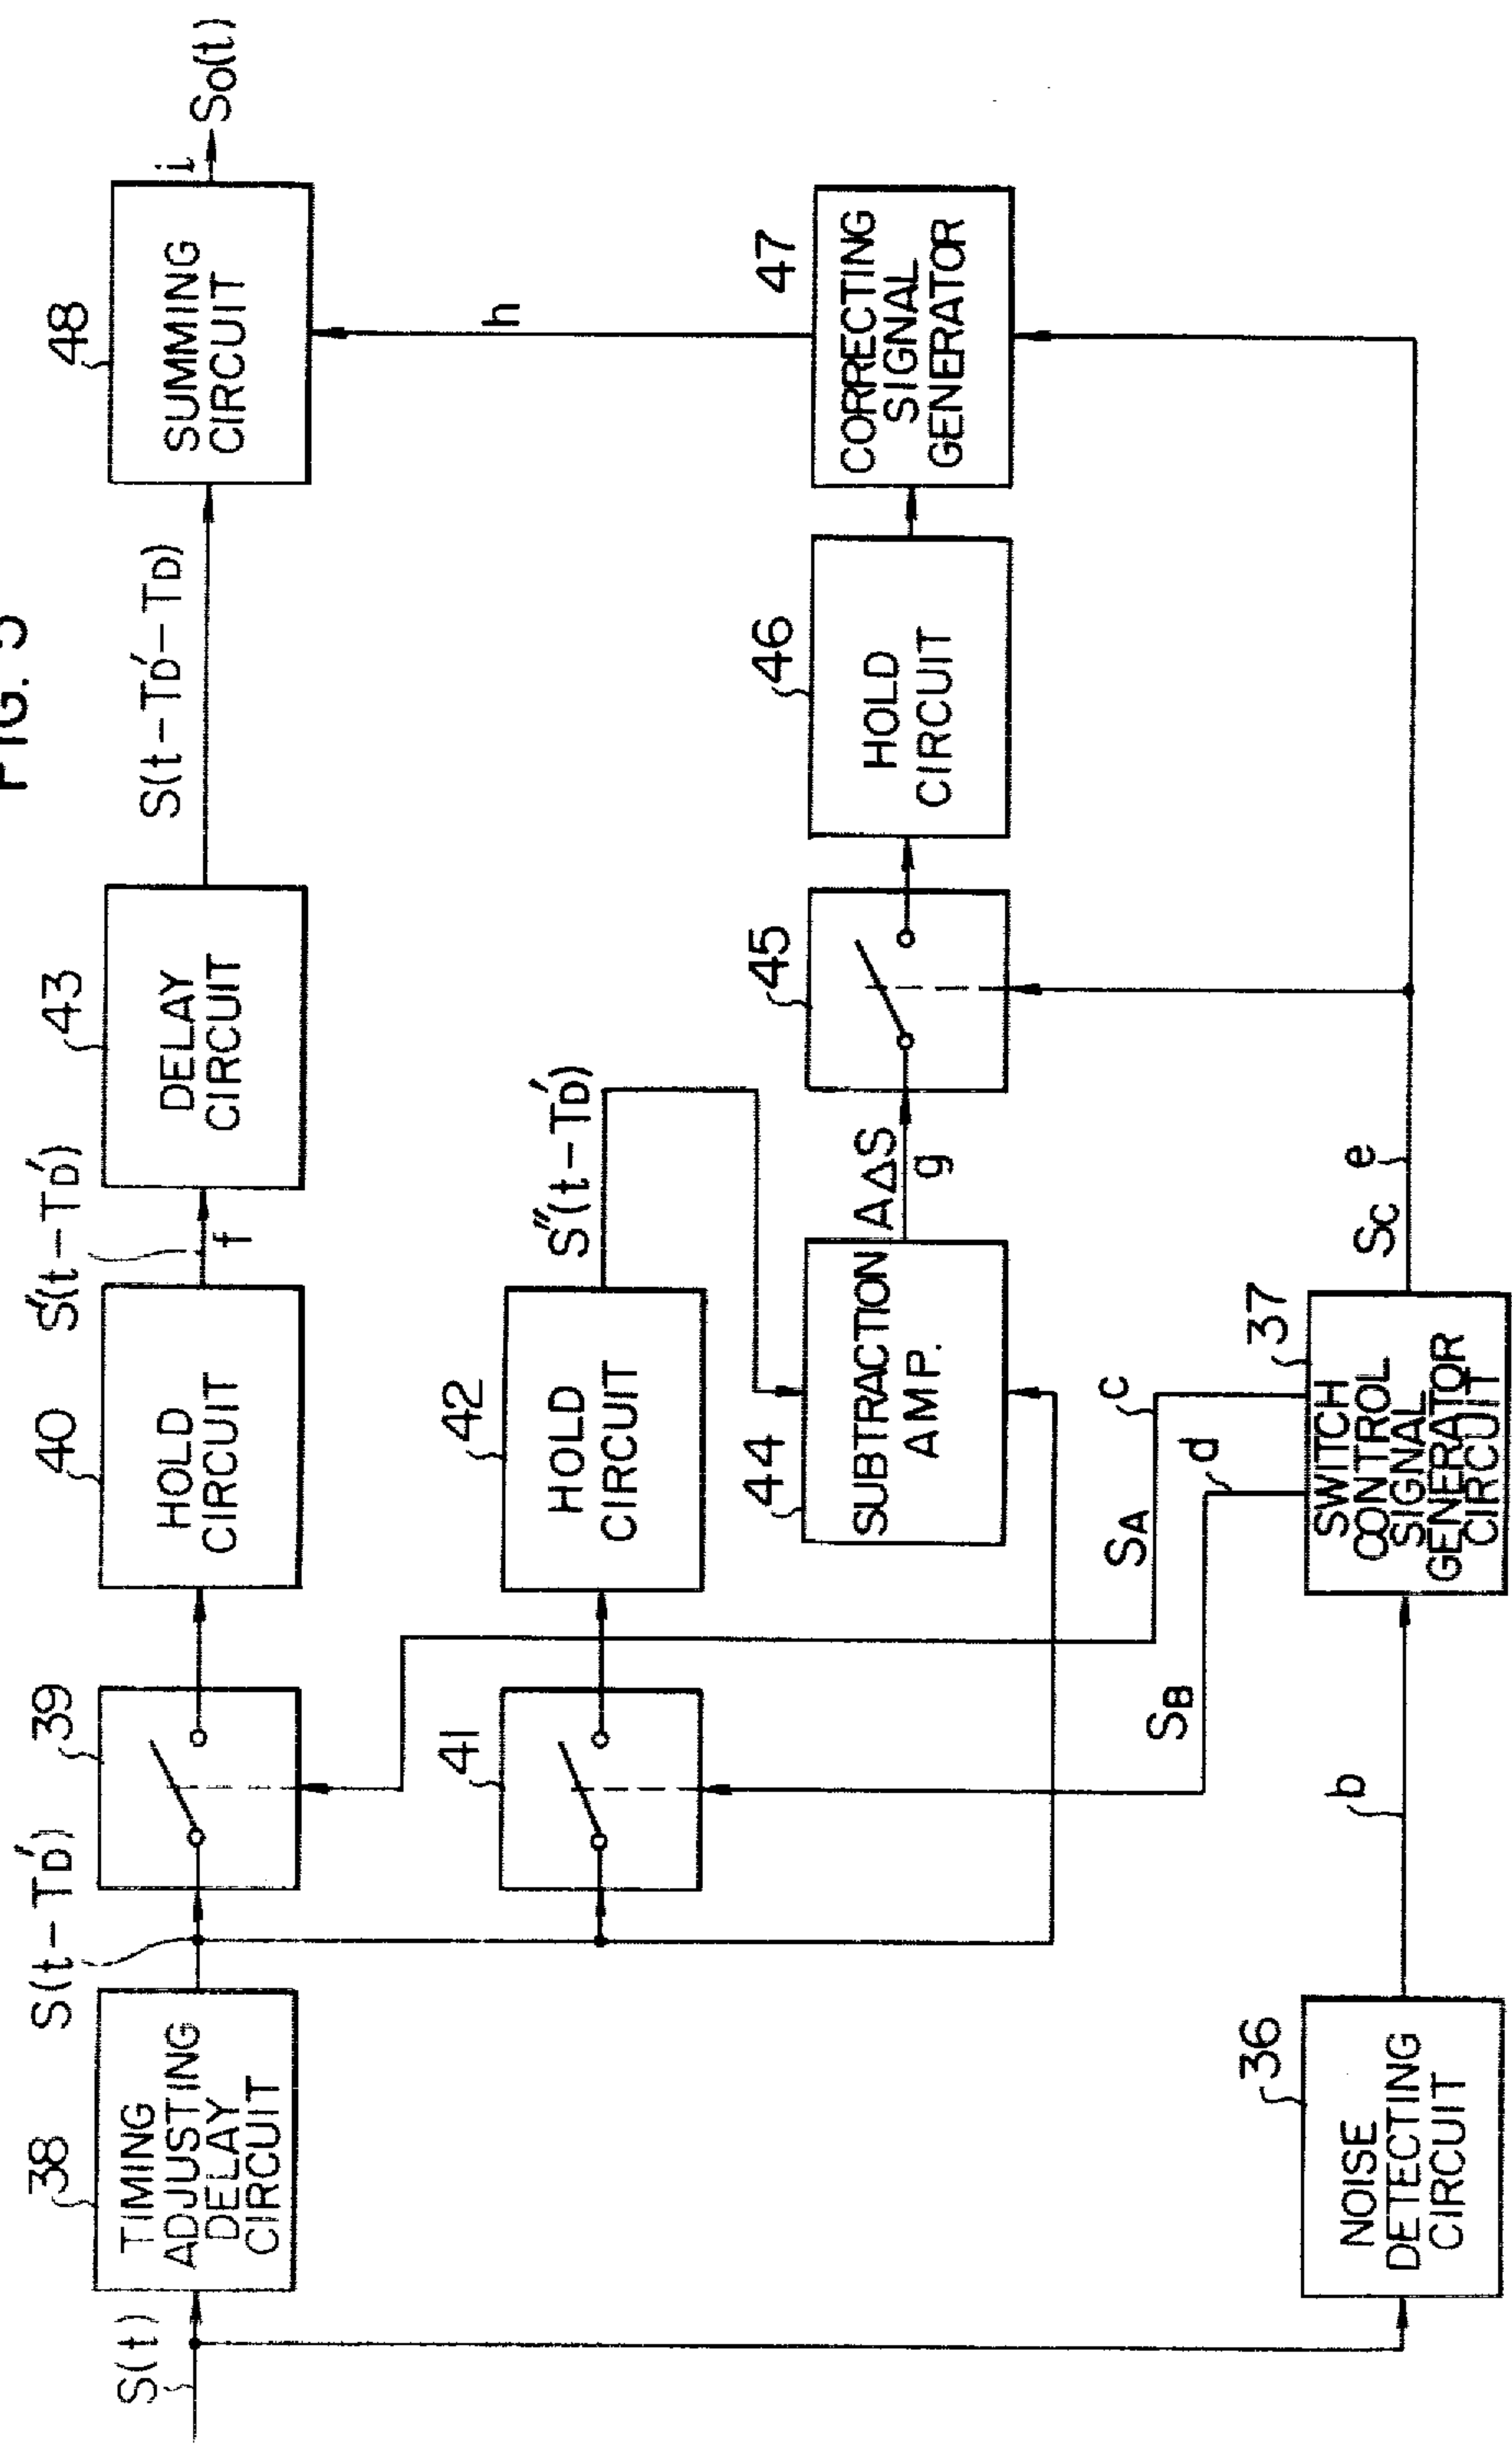 FIG. 5
S(t)
38
TIMING
ADJUSTING
DELAY
CIRCUIT
S(t-TD')
39
40
HOLD
CIRCUIT
S'(t-TD')
f
43
DELAY
CIRCUIT
S(t-TD'-TD)
48
SUMMING
CIRCUIT
i
So(t)
41
42
HOLD
CIRCUIT
S"(t-TD')
h
44
SUBTRACTION
AMP.
A∆S
g
45
46
HOLD
CIRCUIT
47
CORRECTING
SIGNAL
GENERATOR
SA
c
SB
d
36
NOISE
DETECTING
CIRCUIT
b
37
SWITCH
CONTROL
SIGNAL
GENERATOR
CIRCUIT
Sc
e